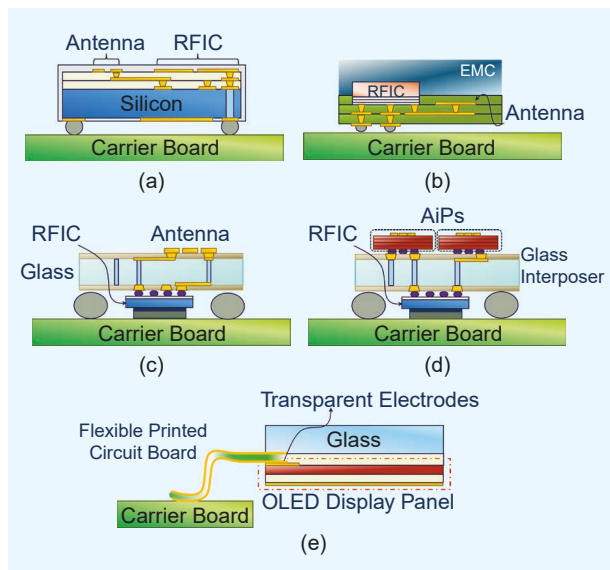 Antenna RFIC
Silicon
Carrier Board
(a)
EMC
RFIC
Antenna
Carrier Board
(b)
RFIC
Antenna
Glass
Carrier Board
(c)
AiPs
RFIC
Glass
Interposer
Carrier Board
(d)
Transparent Electrodes
Flexible Printed
Circuit Board
Glass
OLED Display Panel
Carrier Board
(e)